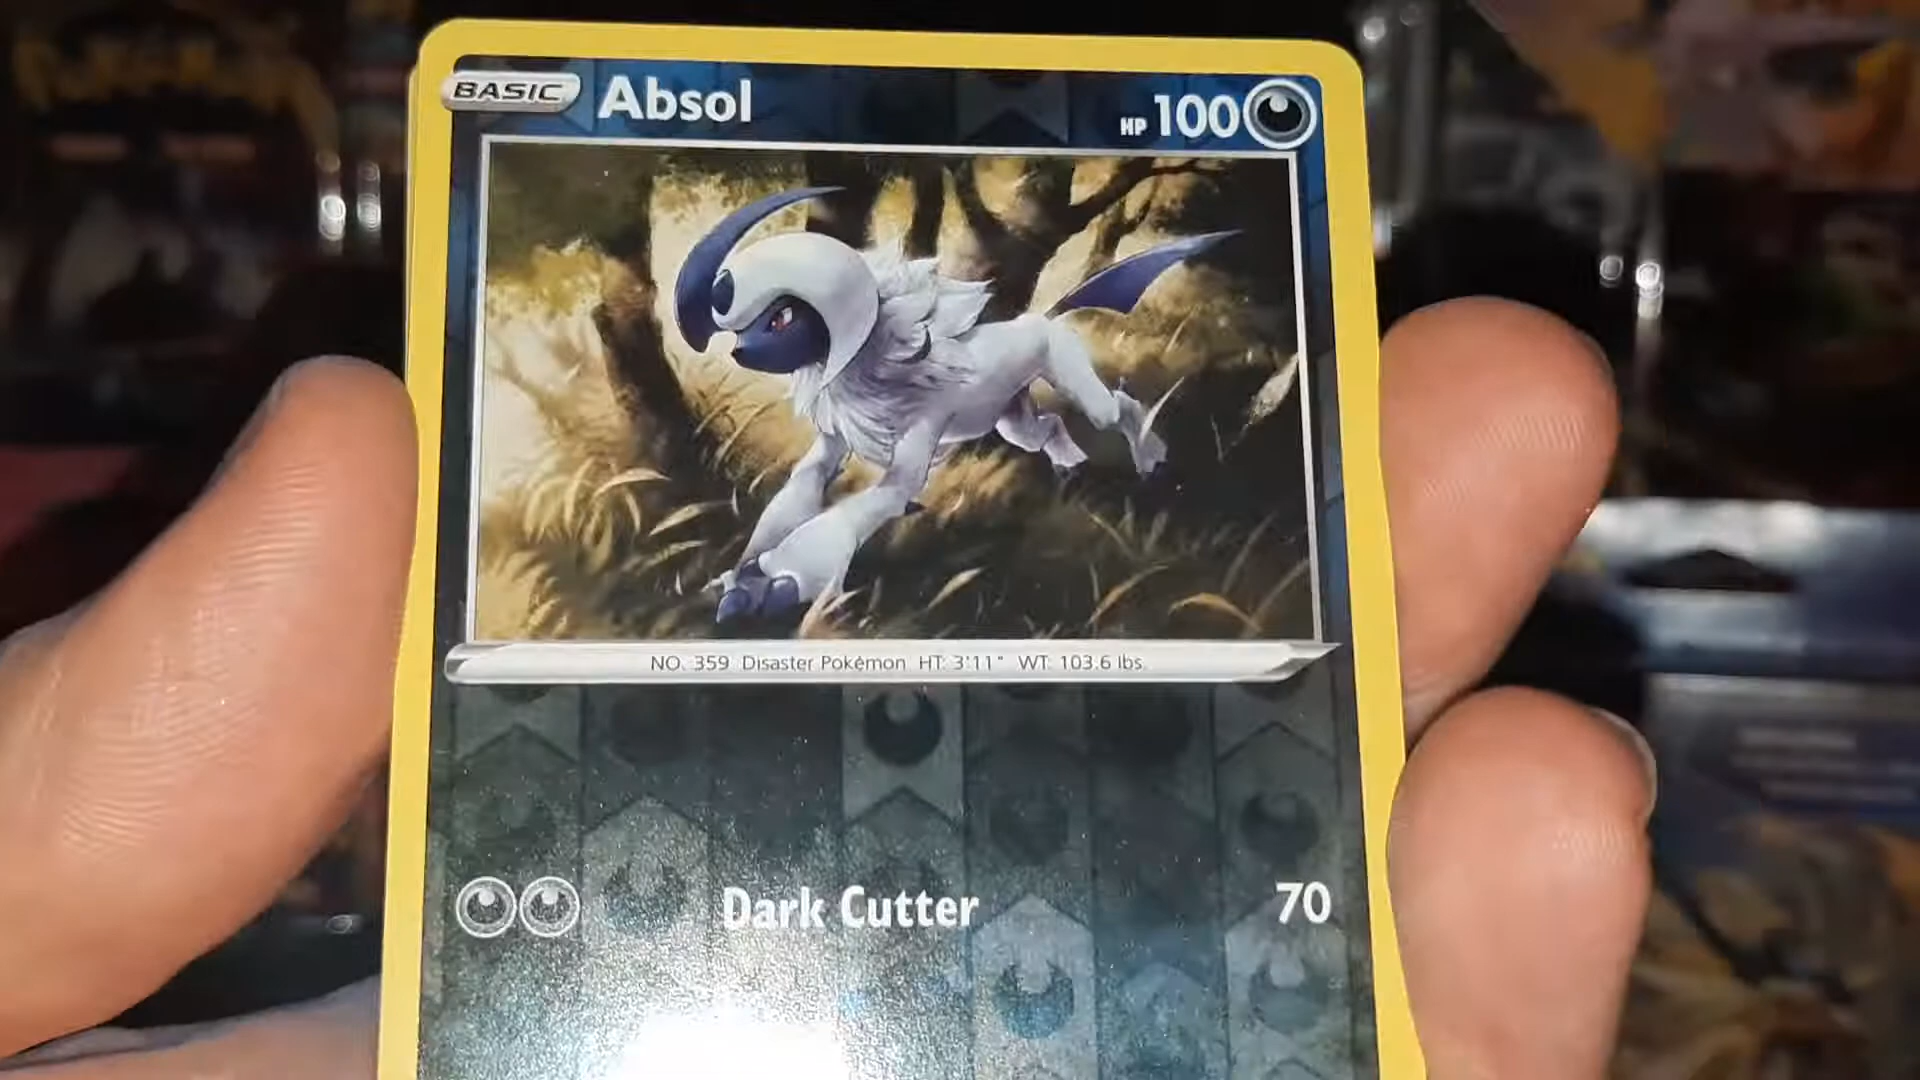 BASIC Absol HP 100
NO. 359 Disaster Pokémon HT: 3'11" WT: 103.6 lbs.
Dark Cutter 70